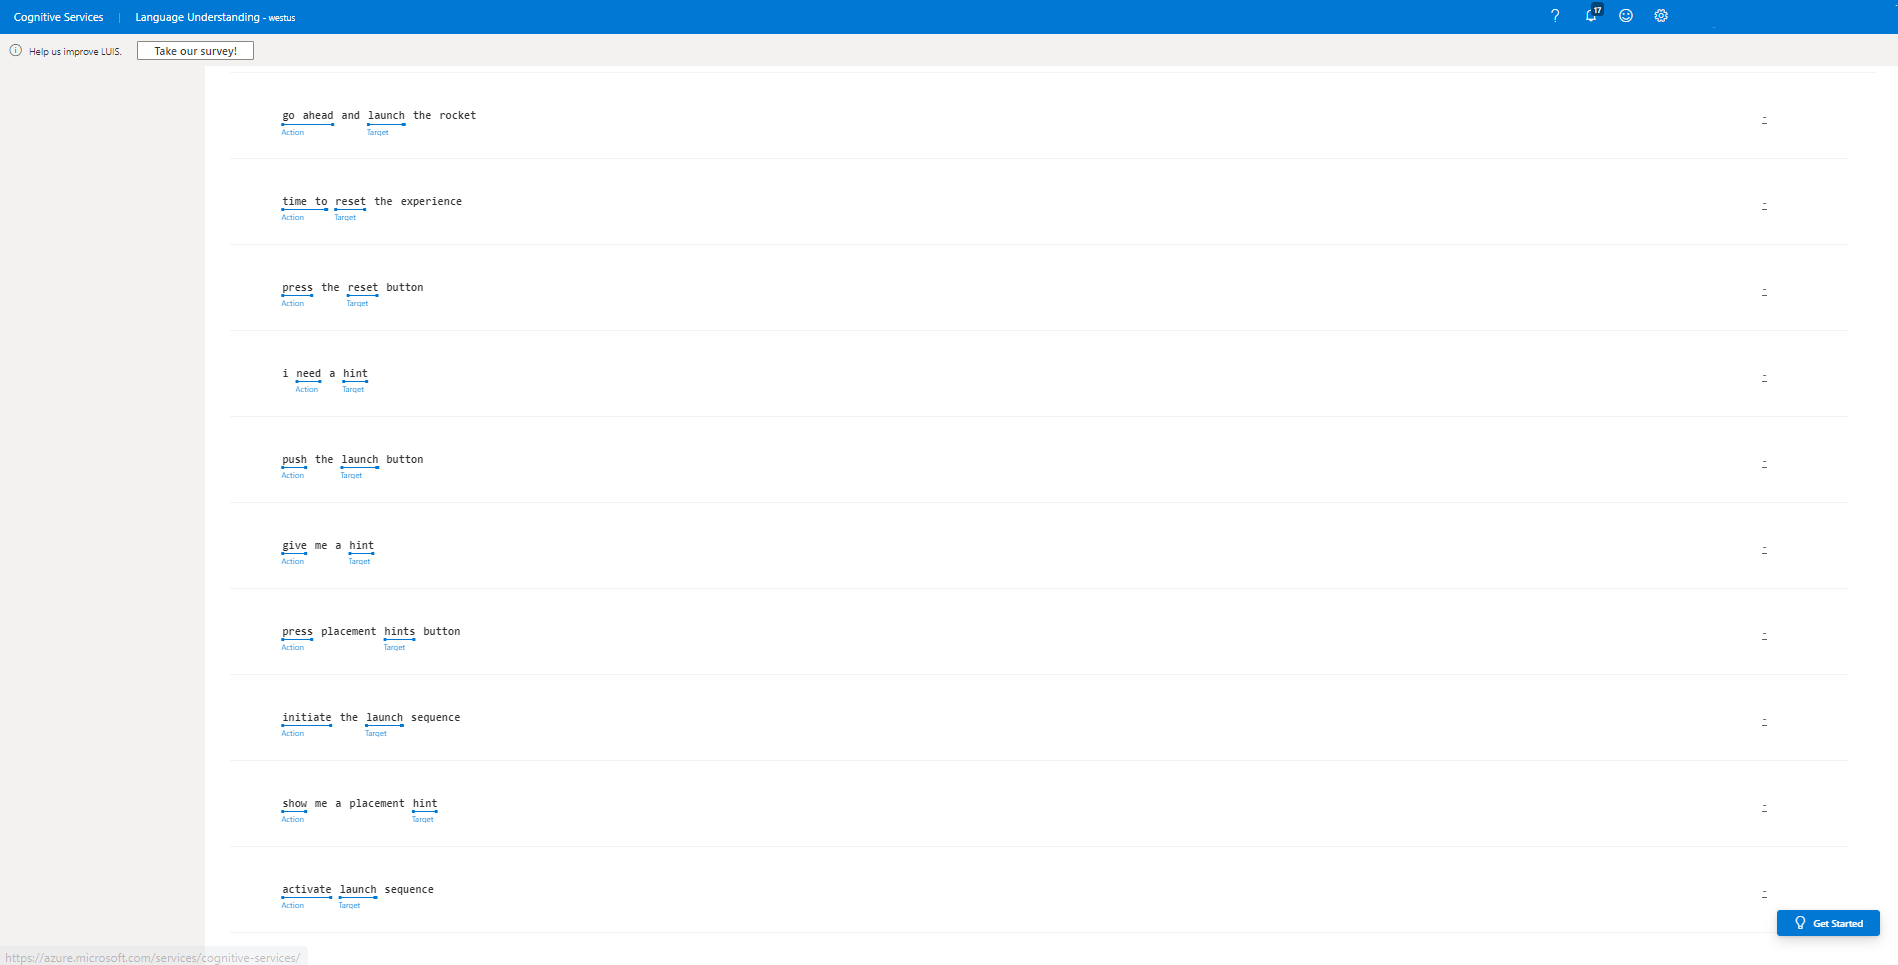 Cognitive Services | Language Understanding - westus ? 17
Help us improve LUIS. Take our survey!
go ahead and launch the rocket -
Action Target
time to reset the experience -
Action Target
press the reset button -
Action Target
i need a hint -
Action Target
push the launch button -
Action Target
give me a hint -
Action Target
press placement hints button -
Action Target
initiate the launch sequence -
Action Target
show me a placement hint -
Action Target
activate launch sequence -
Action Target
Get Started
https://azure.microsoft.com/services/cognitive-services/